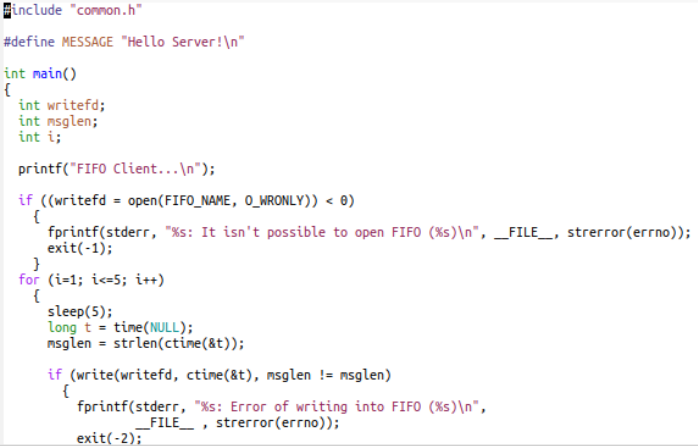 #include "common.h"
#define MESSAGE "Hello Server!\n"
int main()
{
int writefd;
int msglen;
int i;
printf("FIFO Client...\n");
if ((writefd = open(FIFO_NAME, O_WRONLY)) < 0)
{
fprintf(stderr, "%s: It isn't possible to open FIFO (%s)\n", __FILE__, strerror(errno));
exit(-1);
}
for (i=1; i<=5; i++)
{
sleep(5);
long t = time(NULL);
msglen = strlen(ctime(&t));
if (write(writefd, ctime(&t), msglen != msglen)
{
fprintf(stderr, "%s: Error of writing into FIFO (%s)\n",
__FILE__ , strerror(errno));
exit(-2);